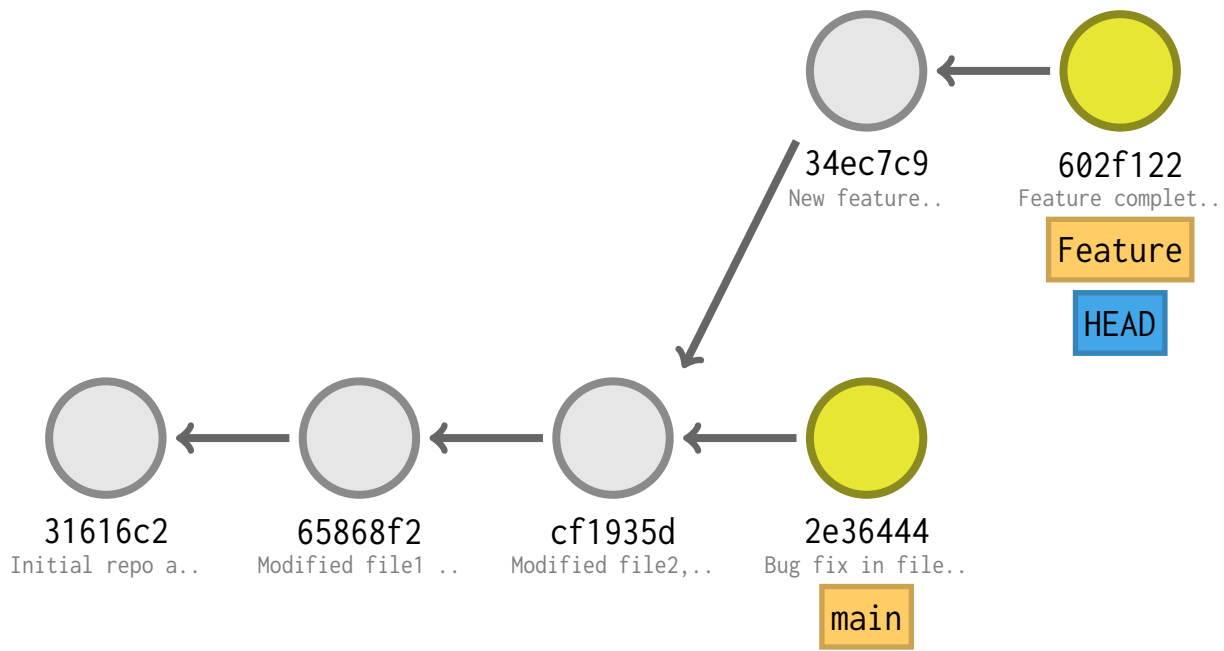 34ec7c9
New feature..
602f122
Feature complet..
Feature
HEAD
31616c2
Initial repo a..
65868f2
Modified file1 ..
cf1935d
Modified file2,..
2e36444
Bug fix in file..
main